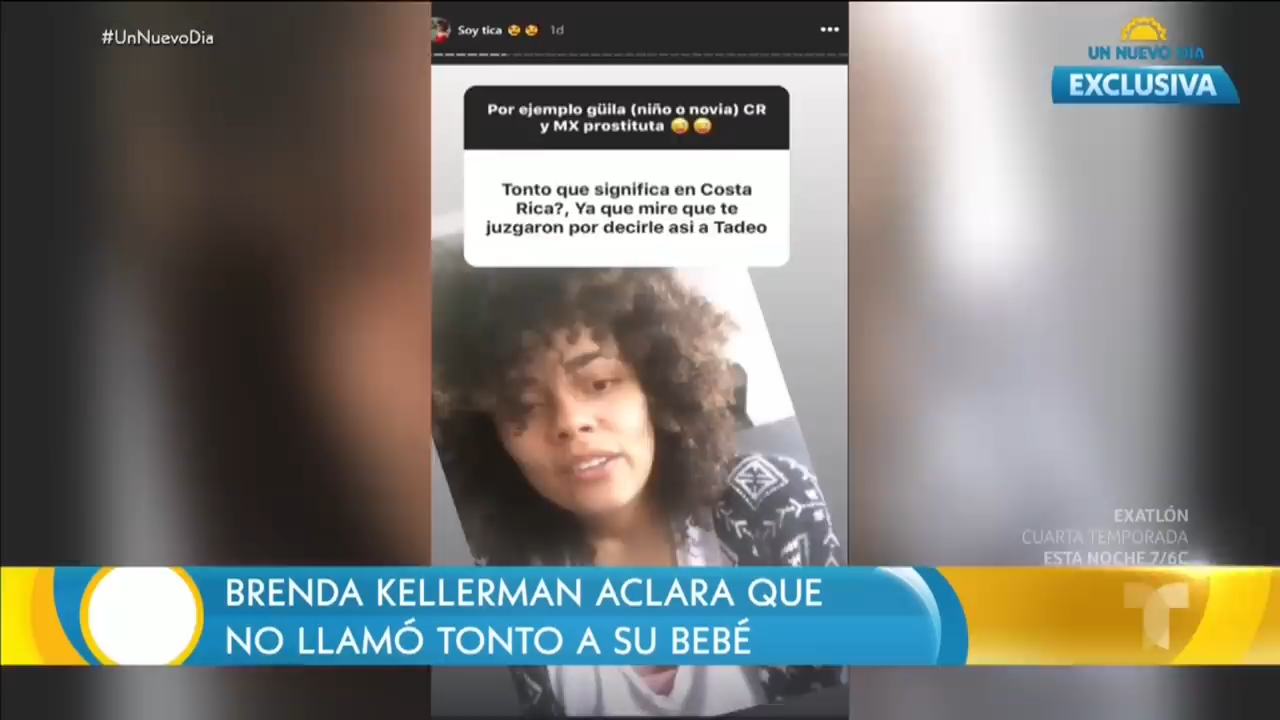 #UnNuevoDia
Soy tica 😍 😍 1d
Por ejemplo güila (niño o novia) CR
y MX prostituta 😅 😅
Tonto que significa en Costa
Rica?, Ya que mire que te
juzgaron por decirle asi a Tadeo
UN NUEVO DÍA
EXCLUSIVA
EXATLÓN
CUARTA TEMPORADA
ESTA NOCHE 7/6C
BRENDA KELLERMAN ACLARA QUE
NO LLAMÓ TONTO A SU BEBÉ